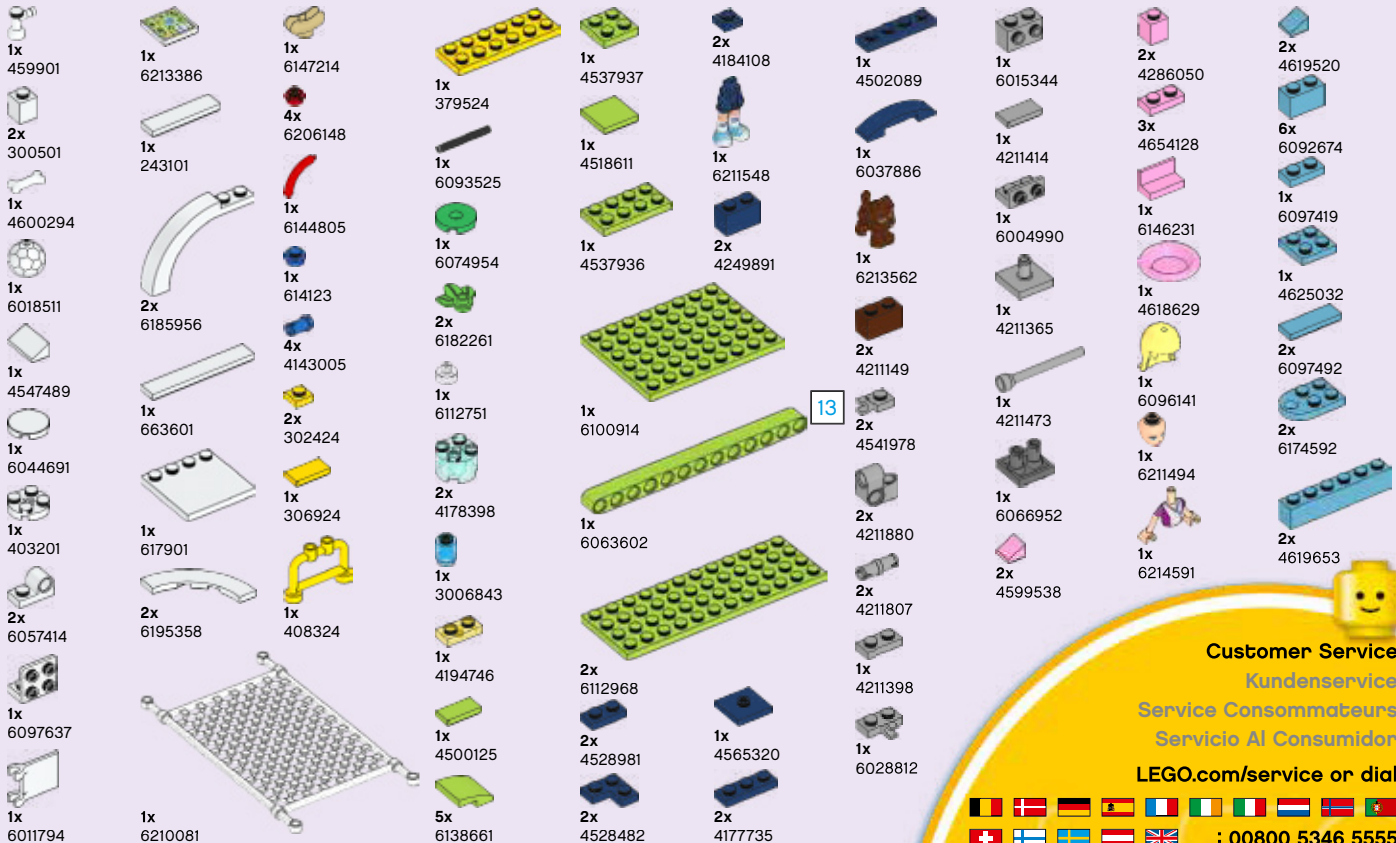 1x
459901
2x
300501
1x
4600294
1x
6018511
1x
4547489
1x
6044691
1x
403201
2x
6057414
1x
6097637
1x
6011794
1x
6213386
1x
243101
2x
6185956
1x
663601
1x
617901
2x
6195358
1x
6210081
1x
6147214
4x
6206148
1x
6144805
1x
614123
4x
4143005
2x
302424
1x
306924
1x
408324
1x
379524
1x
6093525
1x
6074954
2x
6182261
1x
6112751
2x
4178398
1x
3006843
1x
4194746
1x
4500125
5x
6138661
1x
4537937
1x
4518611
1x
4537936
1x
6100914
13
1x
6063602
2x
6112968
2x
4528981
2x
4528482
2x
4184108
1x
6211548
2x
4249891
1x
4565320
2x
4177735
1x
4502089
1x
6037886
1x
6213562
2x
4211149
2x
4541978
2x
4211880
2x
4211807
1x
4211398
1x
6028812
1x
6015344
1x
4211414
1x
6004990
1x
4211365
1x
4211473
1x
6066952
2x
4599538
2x
4286050
3x
4654128
1x
6146231
1x
4618629
1x
6096141
1x
6211494
1x
6214591
2x
4619520
6x
6092674
1x
6097419
1x
4625032
2x
6097492
2x
6174592
2x
4619653
Customer Service
Kundenservice
Service Consommateurs
Servicio Al Consumidor
LEGO.com/service or dial
: 00800 5346 5555